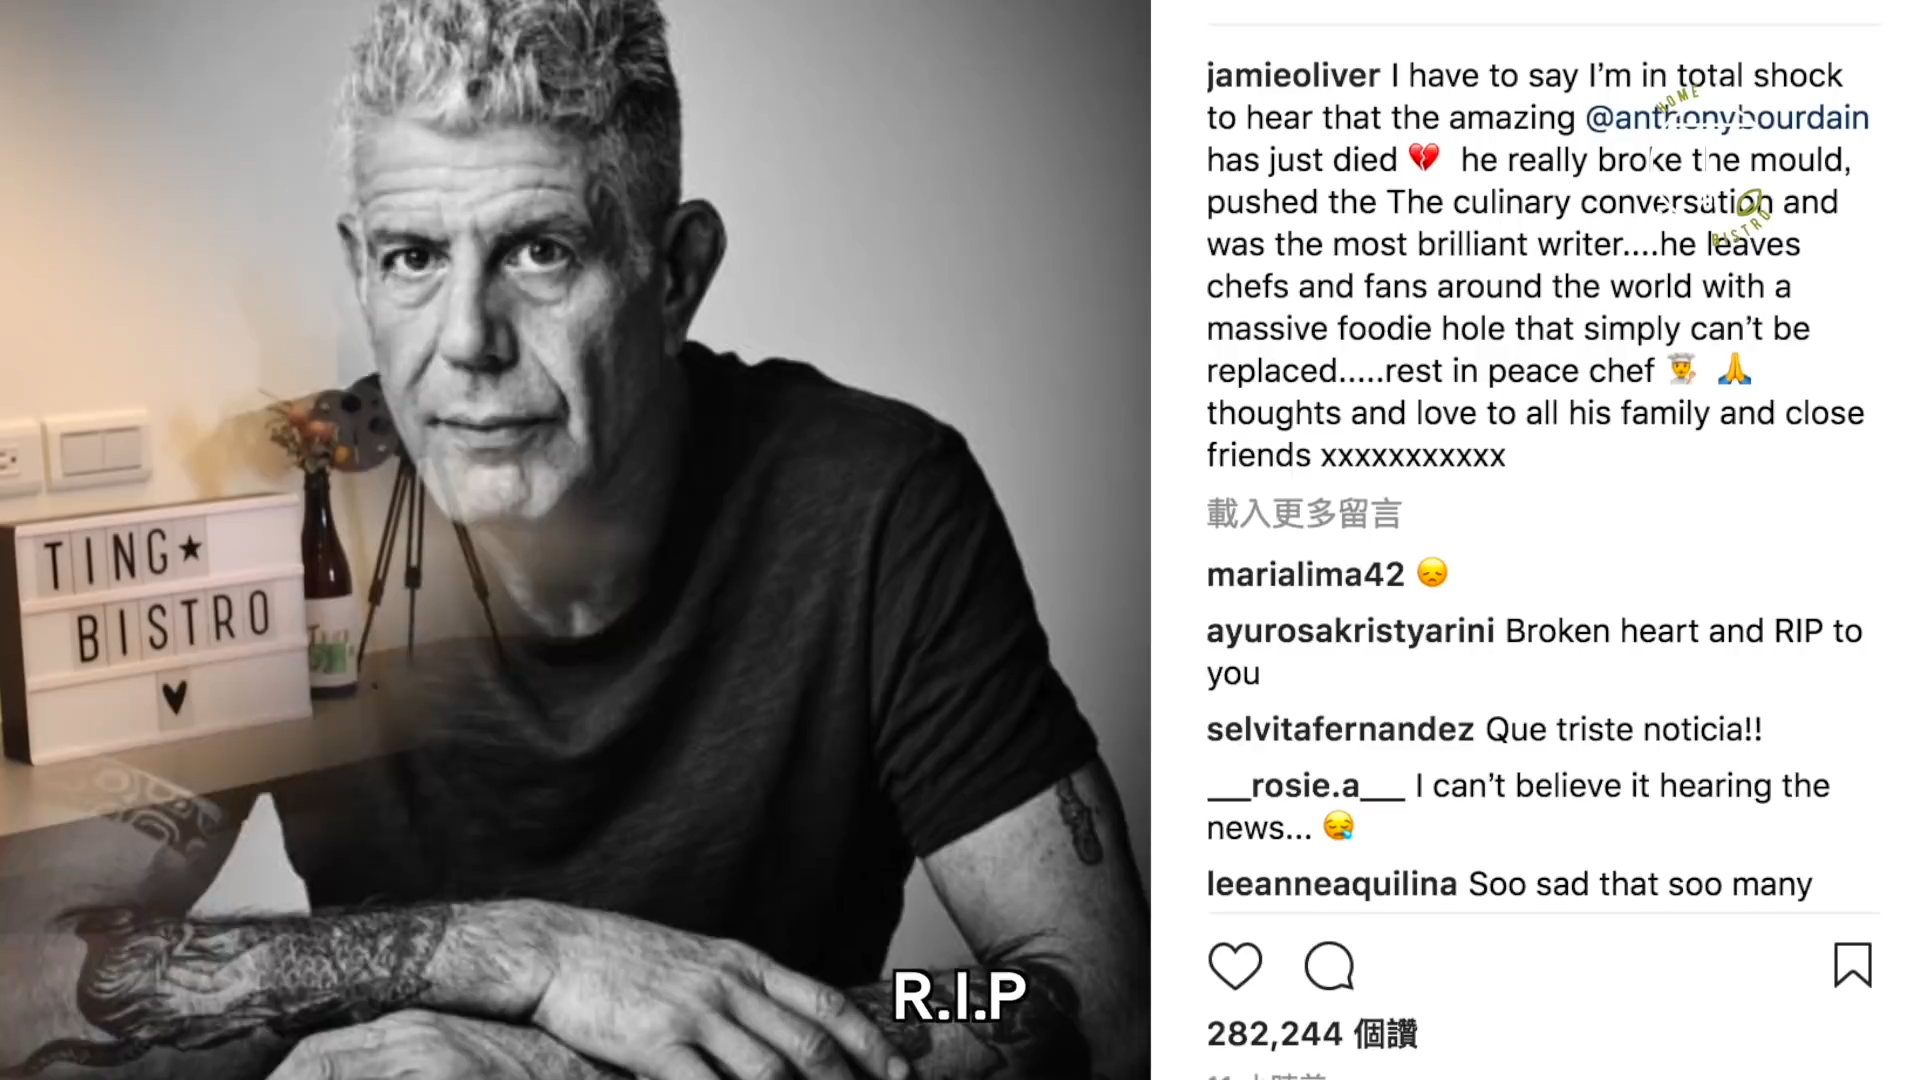 TING★
BISTRO
♥
R.I.P
jamieoliver I have to say I’m in total shock
to hear that the amazing @anthonybourdain
has just died 💔 he really broke the mould,
pushed the The culinary conversation and
was the most brilliant writer....he leaves
chefs and fans around the world with a
massive foodie hole that simply can’t be
replaced.....rest in peace chef 👨‍🍳 🙏
thoughts and love to all his family and close
friends xxxxxxxxxxx
載入更多留言
marialima42 😞
ayurosakristyarini Broken heart and RIP to
you
selvitafernandez Que triste noticia!!
___rosie.a___ I can’t believe it hearing the
news... 😪
leeanneaquilina Soo sad that soo many
282,244 個讚
HOME
BISTRO